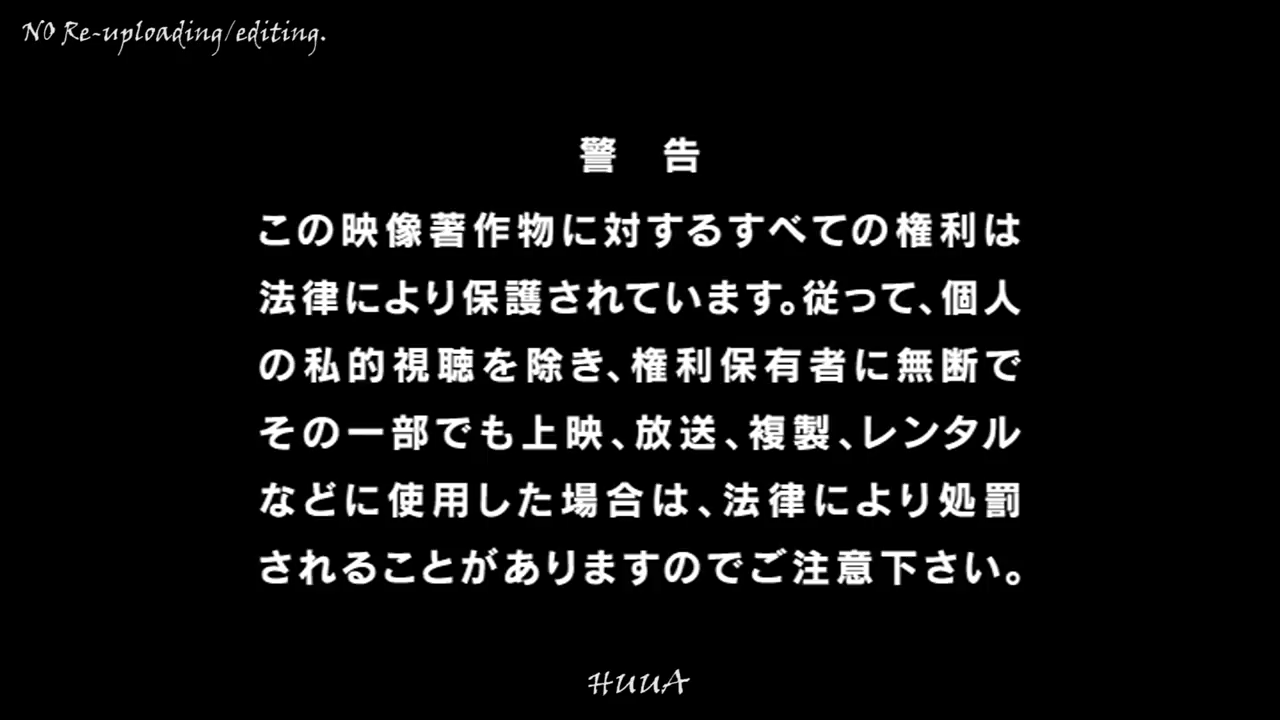 NO Re-uploading/editing.
警 告
この映像著作物に対するすべての権利は
法律により保護されています。従って、個人
の私的視聴を除き、権利保有者に無断で
その一部でも上映、放送、複製、レンタル
などに使用した場合は、法律により処罰
されることがありますのでご注意下さい。
HUUA